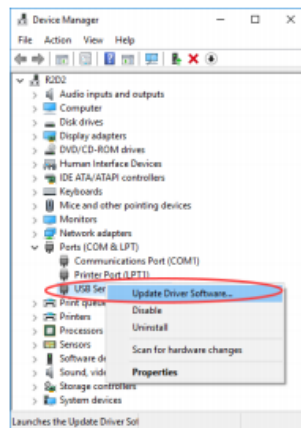 Device Manager
File Action View Help
R2D2
Audio inputs and outputs
Computer
Disk drives
Display adapters
DVD/CD-ROM drives
Human Interface Devices
IDE ATA/ATAPI controllers
Keyboards
Mice and other pointing devices
Monitors
Network adapters
Ports (COM & LPT)
Communications Port (COM1)
Printer Port (LPT1)
USB Ser
Update Driver Software...
Print queue
Disable
Printers
Processors
Uninstall
Sensors
Scan for hardware changes
Software de
Sound, vide
Properties
Storage controllers
System devices
Launches the Update Driver Sof